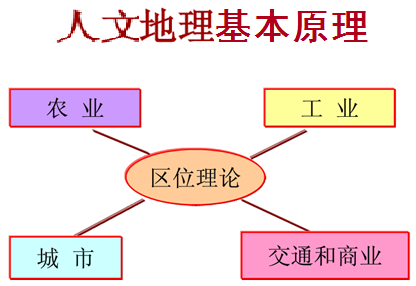 人文地理基本原理
农 业
工 业
区位理论
城 市
交通和商业